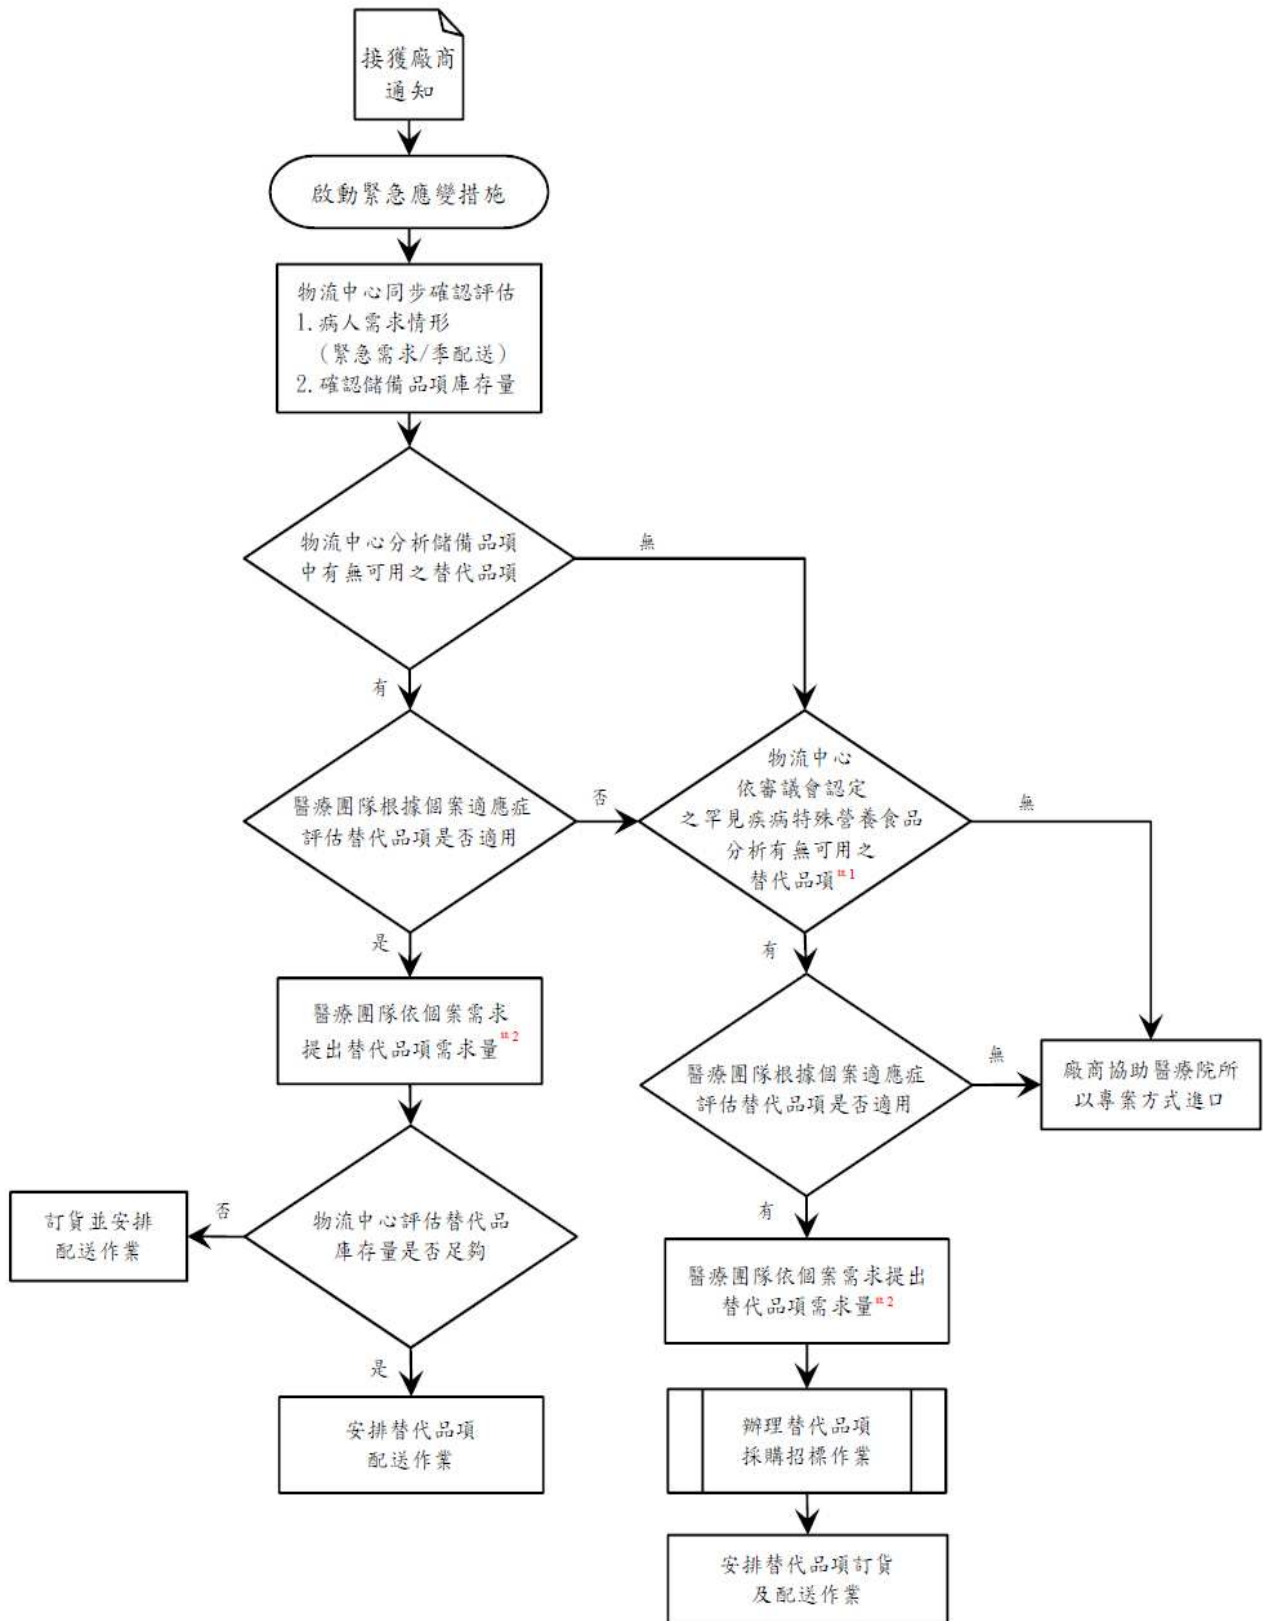 接獲廠商
通知
啟動緊急應變措施
物流中心同步確認評估
1.病人需求情形
(緊急需求/季配送)
2.確認儲備品項庫存量
物流中心分析儲備品項
中有無可用之替代品項
無
有
醫療團隊根據個案適應症
評估替代品項是否適用
否
物流中心
依審議會認定
之罕見疾病特殊營養食品
分析有無可用之
替代品項註1
無
是
有
醫療團隊依個案需求
提出替代品項需求量註2
醫療團隊根據個案適應症
評估替代品項是否適用
無
廠商協助醫療院所
以專案方式進口
訂貨並安排
配送作業
否
物流中心評估替代品
庫存量是否足夠
有
醫療團隊依個案需求提出
替代品項需求量註2
是
安排替代品項
配送作業
辦理替代品項
採購招標作業
安排替代品項訂貨
及配送作業